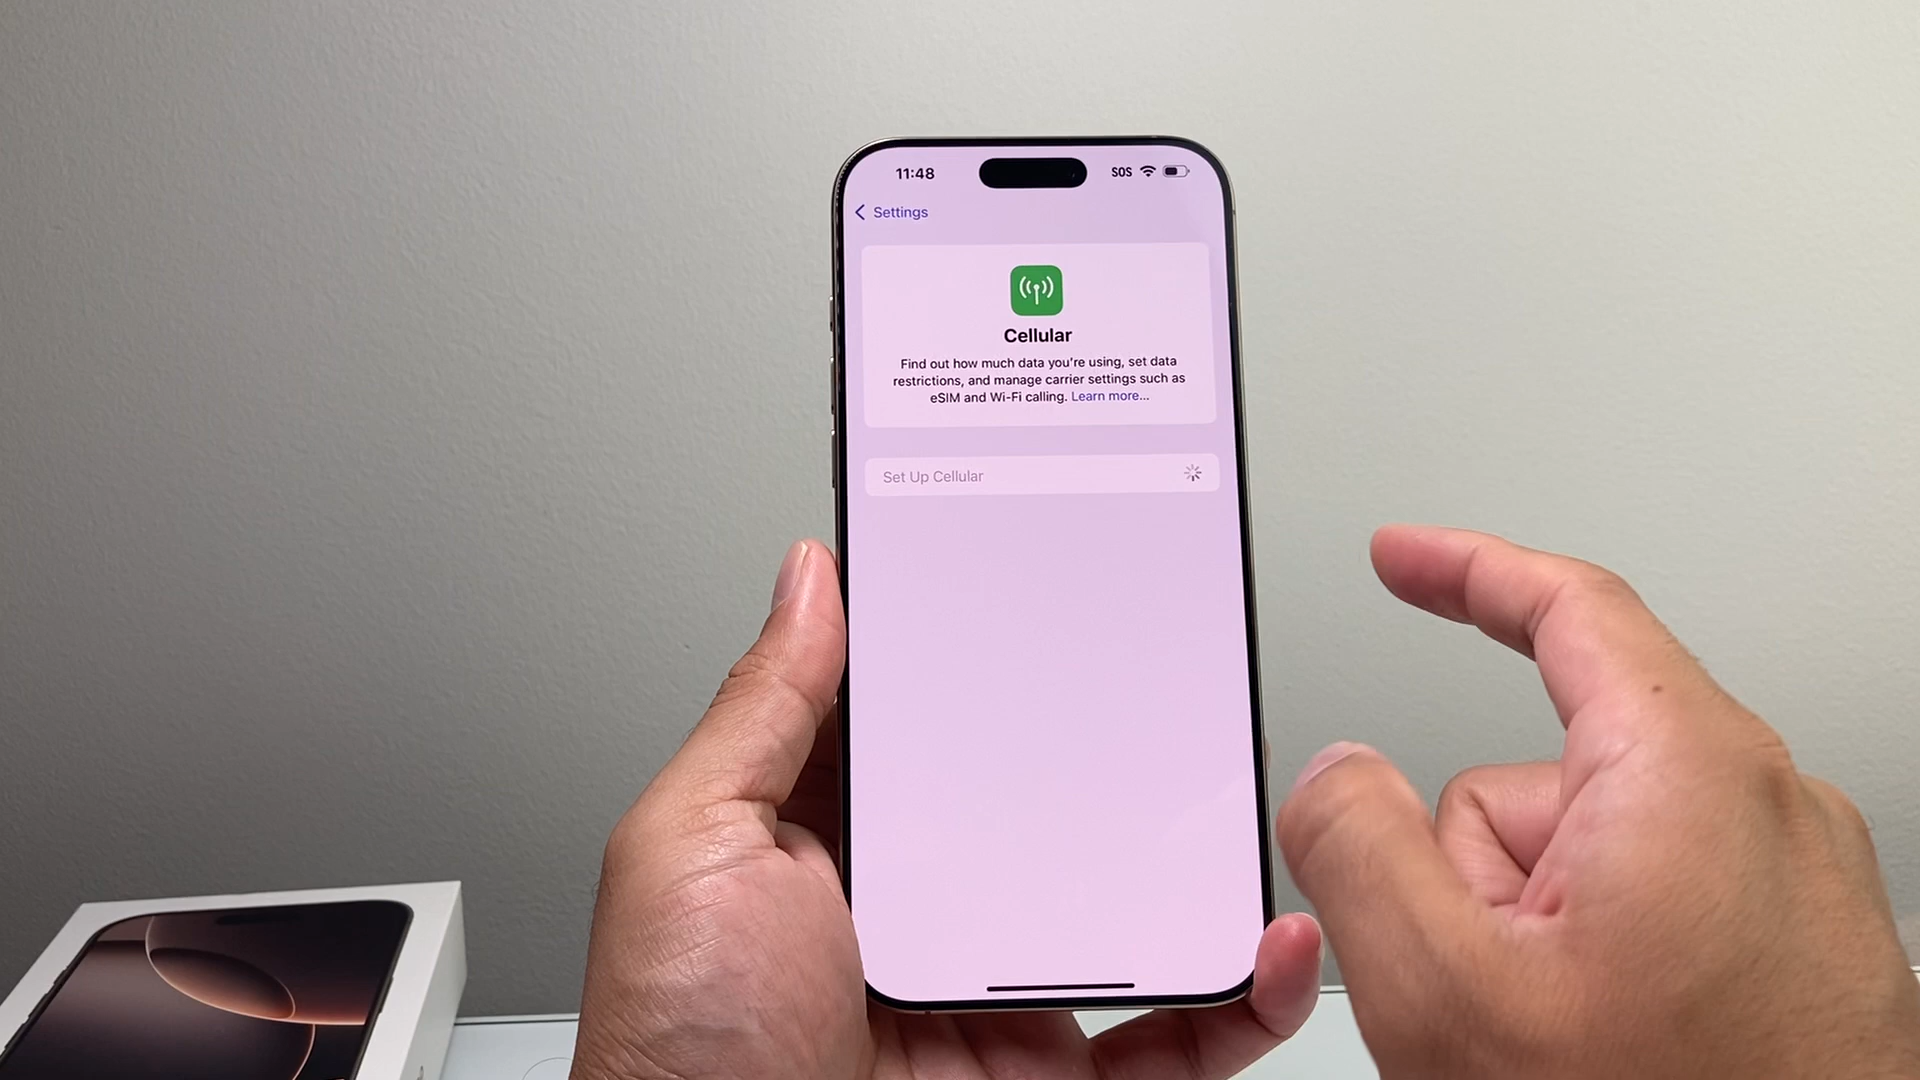 11:48
SOS
Settings
Cellular
Find out how much data you're using, set data
restrictions, and manage carrier settings such as
eSIM and Wi-Fi calling. Learn more...
Set Up Cellular